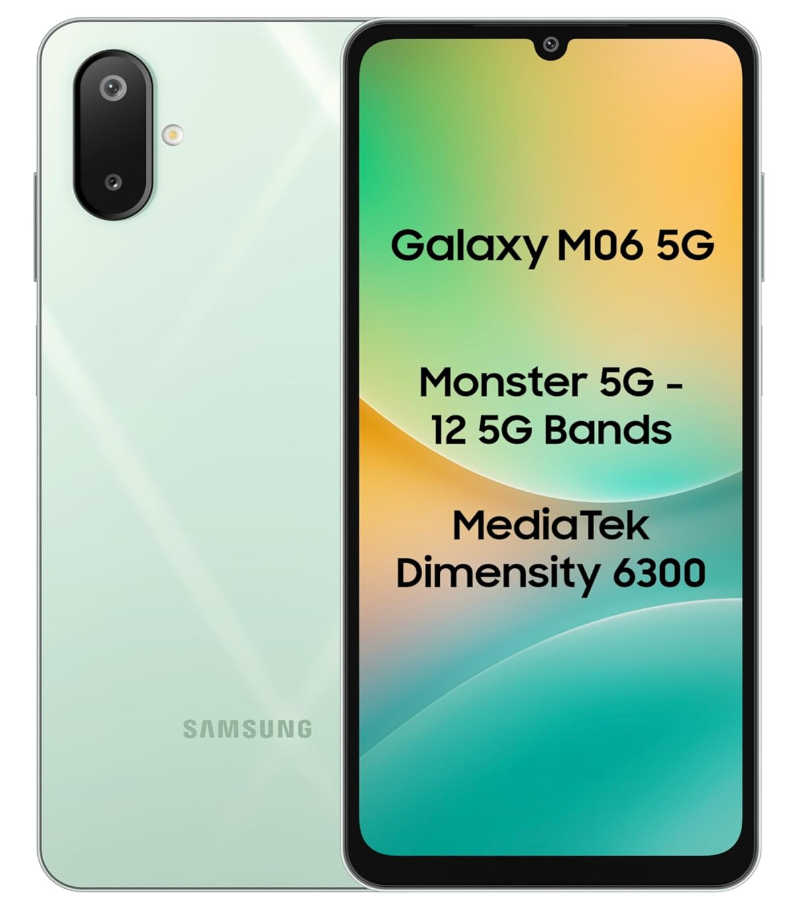 Galaxy M06 5G
Monster 5G -
12 5G Bands
MediaTek
Dimensity 6300
SAMSUNG